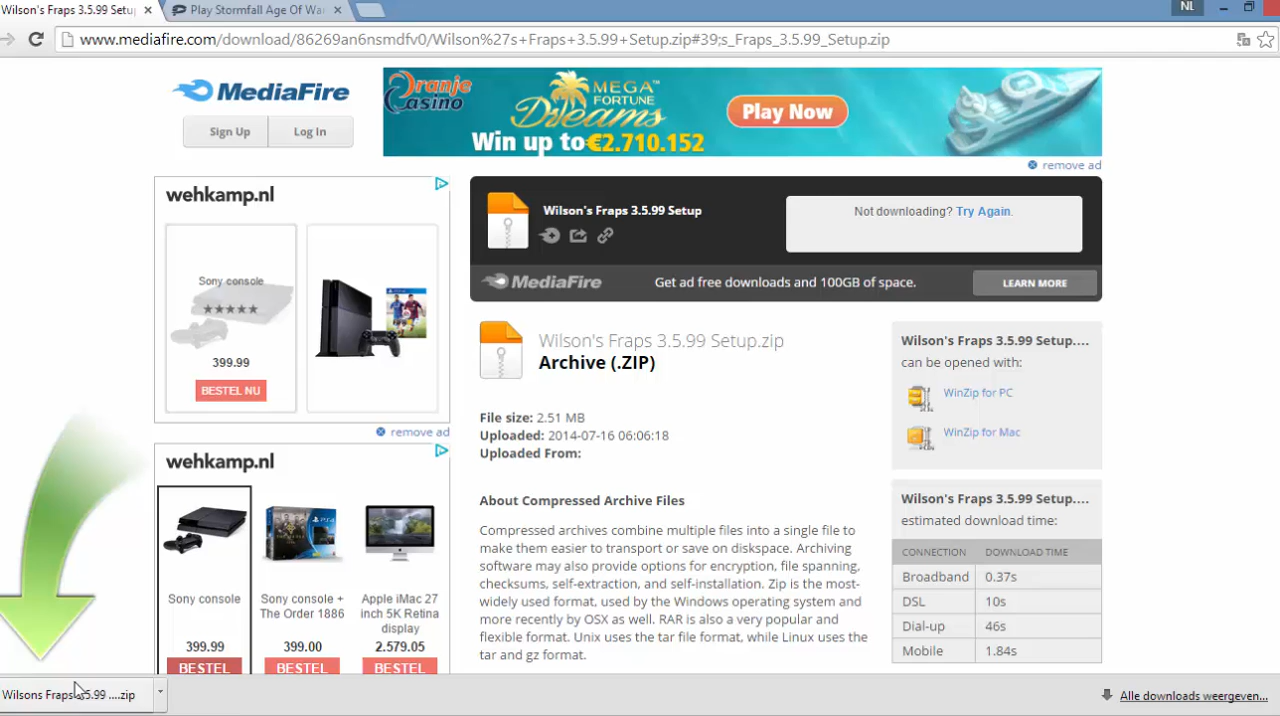 Wilson's Fraps 3.5.99 Setu
Play Stormfall Age Of Wa
NL
www.mediafire.com/download/86269an6nsmdfv0/Wilson%27s+Fraps+3.5.99+Setup.zip#39;s_Fraps_3.5.99_Setup.zip
MediaFire
Sign Up
Log In
Oranje
Casino
MEGA
FORTUNE
Dreams
Win up to €2.710.152
Play Now
remove ad
wehkamp.nl
Sony console
★★★★★
399.99
BESTEL NU
remove ad
Wilson's Fraps 3.5.99 Setup
Not downloading? Try Again.
MediaFire
Get ad free downloads and 100GB of space.
LEARN MORE
Wilson's Fraps 3.5.99 Setup.zip
Archive (.ZIP)
File size: 2.51 MB
Uploaded: 2014-07-16 06:06:18
Uploaded From:
About Compressed Archive Files
Compressed archives combine multiple files into a single file to
make them easier to transport or save on diskspace. Archiving
software may also provide options for encryption, file spanning,
checksums, self-extraction, and self-installation. Zip is the most-
widely used format, used by the Windows operating system and
more recently by OSX as well. RAR is also a very popular and
flexible format. Unix uses the tar file format, while Linux uses the
tar and gz format.
Wilson's Fraps 3.5.99 Setup....
can be opened with:
WinZip for PC
WinZip for Mac
Wilson's Fraps 3.5.99 Setup....
estimated download time:
CONNECTION DOWNLOAD TIME
Broadband 0.37s
DSL 10s
Dial-up 46s
Mobile 1.84s
wehkamp.nl
Sony console
399.99
BESTEL
Sony console +
The Order 1886
399.00
BESTEL
Apple iMac 27
inch 5K Retina
display
2.579.05
BESTEL
Wilsons Fraps 3.5.99 ....zip
Alle downloads weergeven...